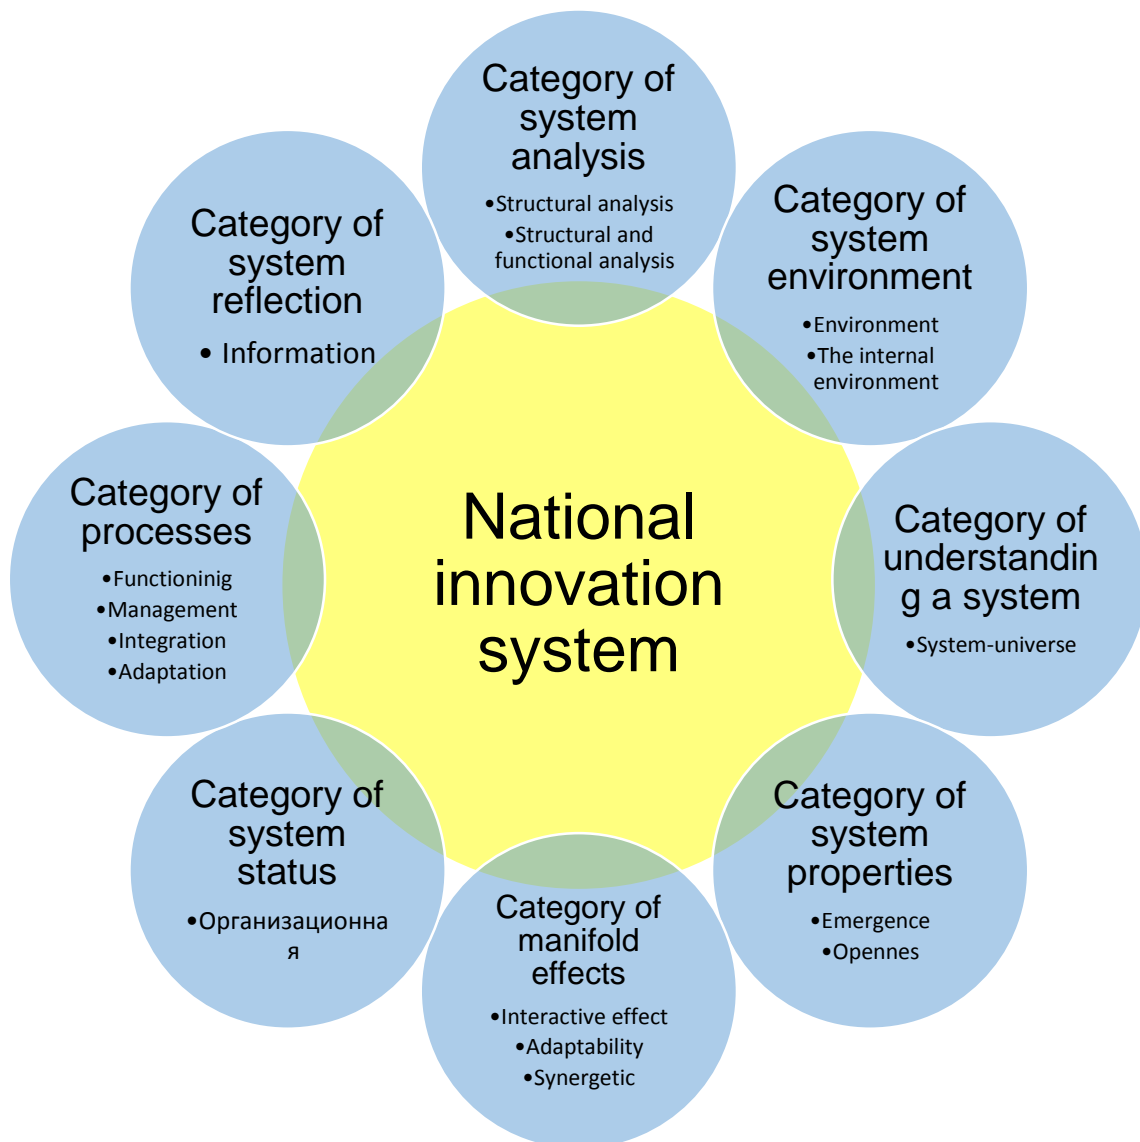 Category of
system
analysis
•Structural analysis
•Structural and
functional analysis
Category of
system
environment
•Environment
•The internal
environment
Category of
understandin
g a system
•System-universe
Category of
system
properties
•Emergence
•Opennes
Category of
manifold
effects
•Interactive effect
•Adaptability
•Synergetic
Category of
system
status
•Организационна
я
Category of
processes
•Functioninig
•Management
•Integration
•Adaptation
Category of
system
reflection
• Information
National
innovation
system